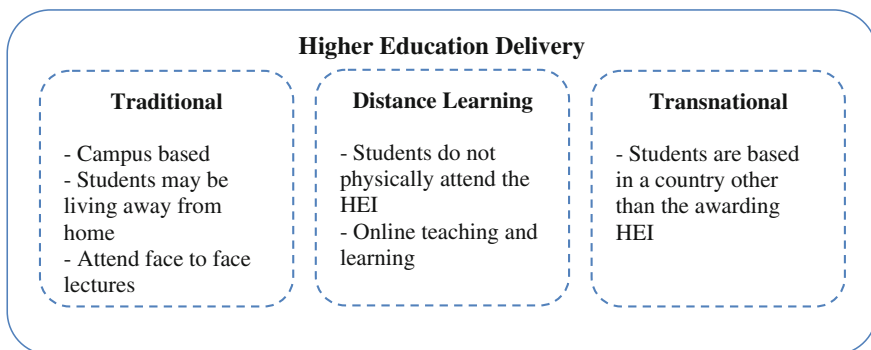 Higher Education Delivery
Traditional
- Campus based
- Students may be
living away from
home
- Attend face to face
lectures
Distance Learning
- Students do not
physically attend the
HEI
- Online teaching and
learning
Transnational
- Students are based
in a country other
than the awarding
HEI